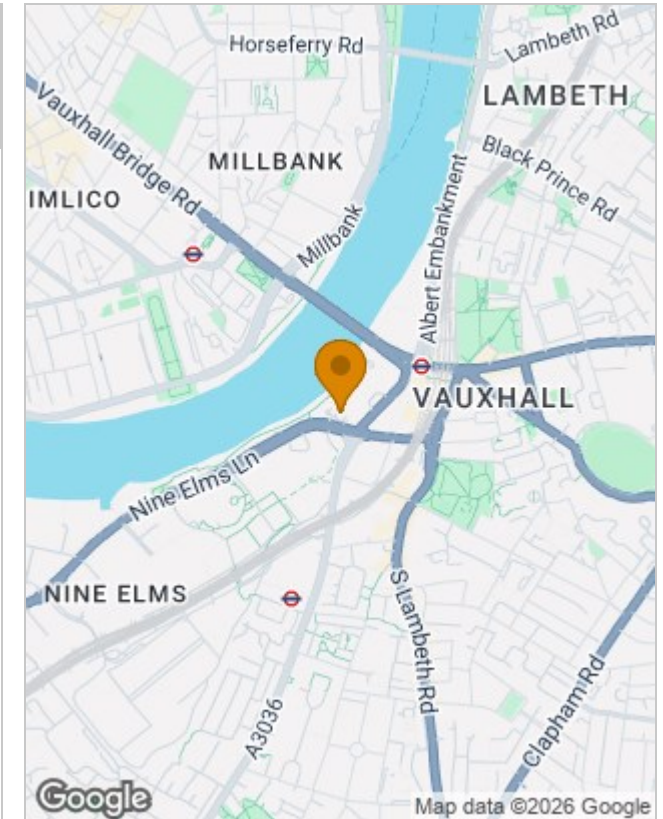 Horseferry Rd
Lambeth Rd
LAMBETH
Vauxhall Bridge Rd
MILLBANK
Black Prince Rd
IMLICO
Millbank
Albert Embankment
VAUXHALL
Nine Elms Ln
NINE ELMS
S Lambeth Rd
A3036
Clapham Rd
Google
Map data ©2026 Google